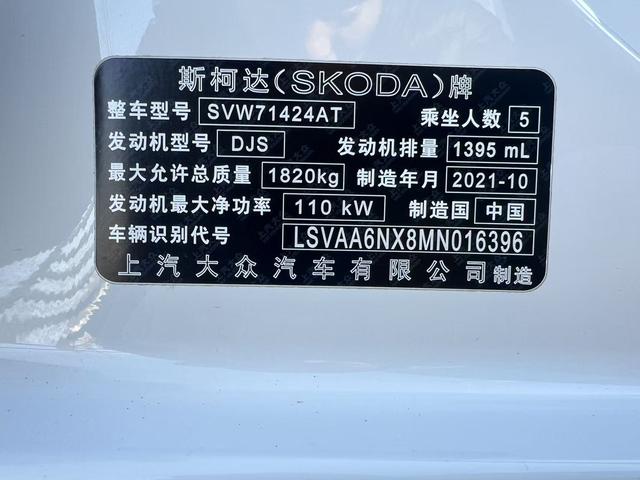 斯柯达(SKODA)牌
整车型号 SVW71424AT 乘坐人数 5
发动机型号 DJS 发动机排量 1395 mL
最大允许总质量 1820kg 制造年月 2021-10
发动机最大净功率 110 kW 制造国 中国
车辆识别代号 LSVAA6NX8MN016396
上汽大众汽车有限公司制造